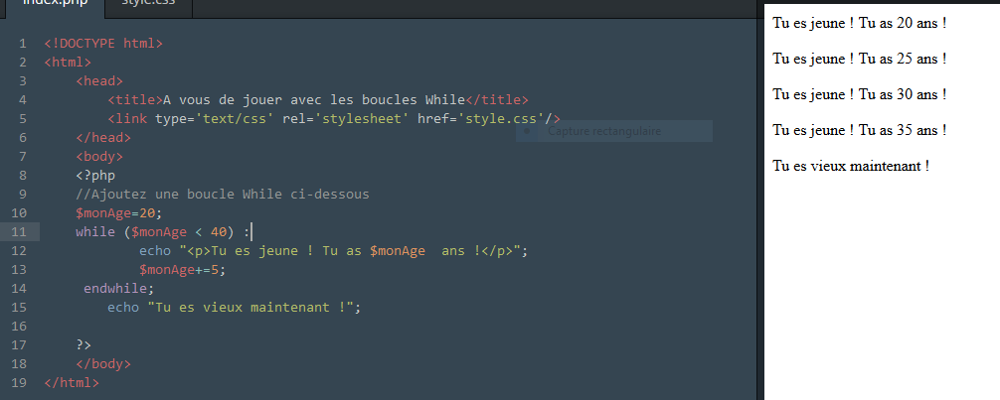 index.php style.css
1 <!DOCTYPE html>
2 <html>
3 <head>
4 <title>A vous de jouer avec les boucles While</title>
5 <link type='text/css' rel='stylesheet' href='style.css'/>
Capture rectangulaire
6 </head>
7 <body>
8 <?php
9 //Ajoutez une boucle While ci-dessous
10 $monAge=20;
11 while ($monAge < 40) :
12 echo "<p>Tu es jeune ! Tu as $monAge  ans !</p>";
13 $monAge+=5;
14 endwhile;
15 echo "Tu es vieux maintenant !";
16
17 ?>
18 </body>
19 </html>
Tu es jeune ! Tu as 20 ans !
Tu es jeune ! Tu as 25 ans !
Tu es jeune ! Tu as 30 ans !
Tu es jeune ! Tu as 35 ans !
Tu es vieux maintenant !